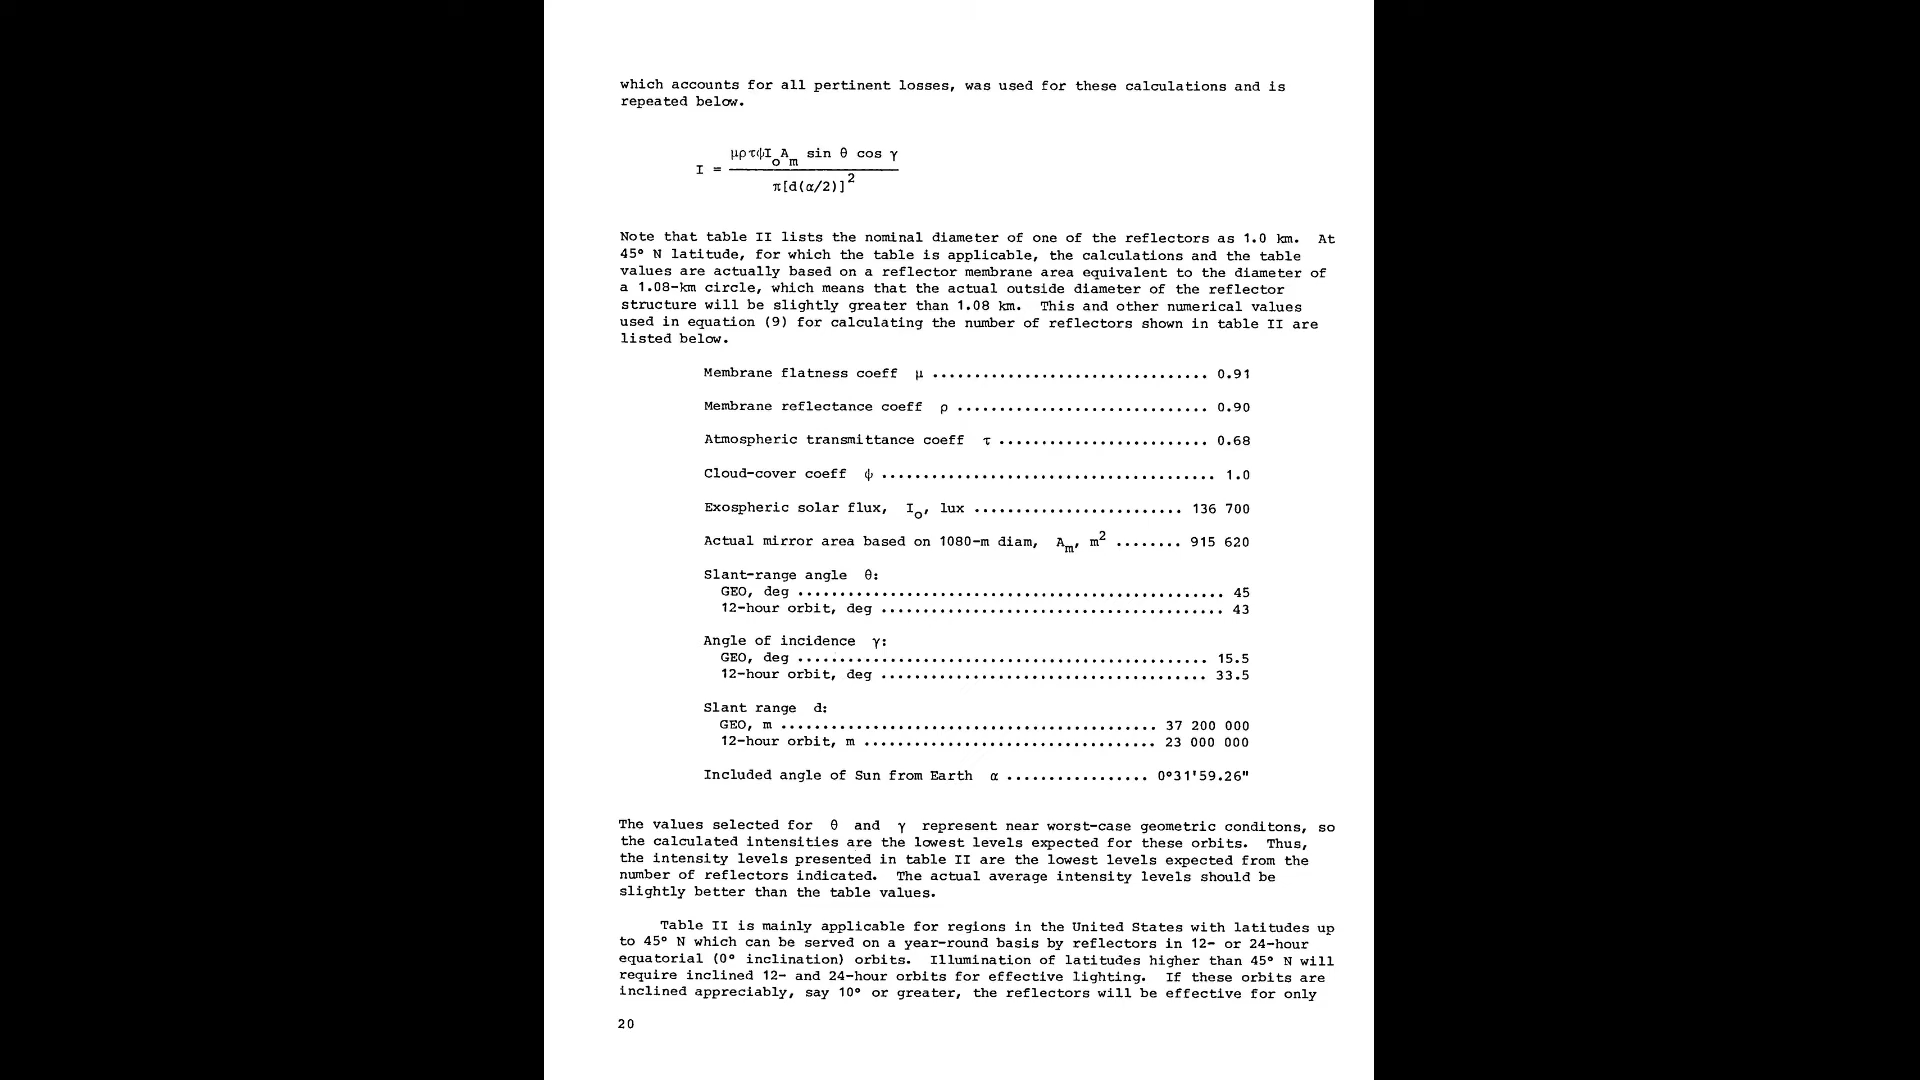 which accounts for all pertinent losses, was used for these calculations and is
repeated below.
I = μρτψI_o A_m sin θ cos γ / π[d(α/2)]²
Note that table II lists the nominal diameter of one of the reflectors as 1.0 km. At
45° N latitude, for which the table is applicable, the calculations and the table
values are actually based on a reflector membrane area equivalent to the diameter of
a 1.08-km circle, which means that the actual outside diameter of the reflector
structure will be slightly greater than 1.08 km. This and other numerical values
used in equation (9) for calculating the number of reflectors shown in table II are
listed below.
Membrane flatness coeff μ ................................. 0.91
Membrane reflectance coeff ρ .............................. 0.90
Atmospheric transmittance coeff τ ......................... 0.68
Cloud-cover coeff ψ ........................................ 1.0
Exospheric solar flux, I_o, lux ......................... 136 700
Actual mirror area based on 1080-m diam, A_m, m² ........ 915 620
Slant-range angle θ:
GEO, deg ................................................... 45
12-hour orbit, deg ......................................... 43
Angle of incidence γ:
GEO, deg ................................................. 15.5
12-hour orbit, deg ....................................... 33.5
Slant range d:
GEO, m ............................................. 37 200 000
12-hour orbit, m ................................... 23 000 000
Included angle of Sun from Earth α ................. 0°31'59.26"
The values selected for θ and γ represent near worst-case geometric conditons, so
the calculated intensities are the lowest levels expected for these orbits. Thus,
the intensity levels presented in table II are the lowest levels expected from the
number of reflectors indicated. The actual average intensity levels should be
slightly better than the table values.
Table II is mainly applicable for regions in the United States with latitudes up
to 45° N which can be served on a year-round basis by reflectors in 12- or 24-hour
equatorial (0° inclination) orbits. Illumination of latitudes higher than 45° N will
require inclined 12- and 24-hour orbits for effective lighting. If these orbits are
inclined appreciably, say 10° or greater, the reflectors will be effective for only
20